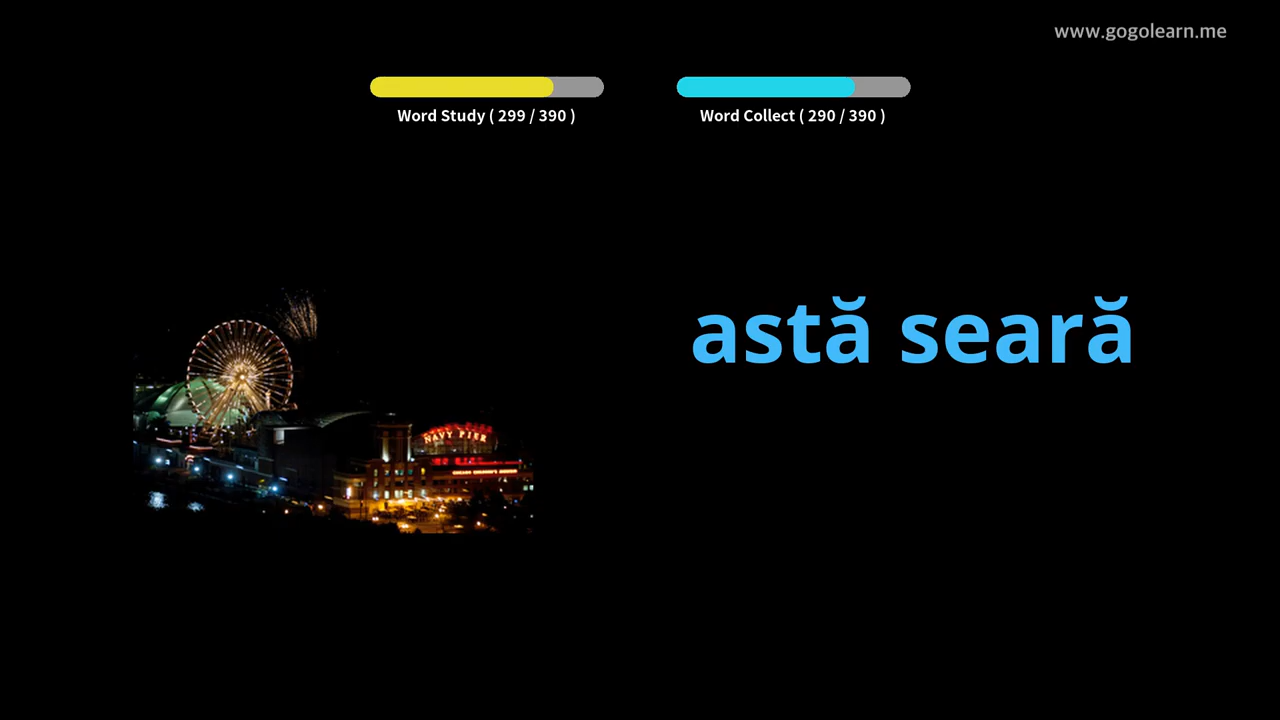 www.gogolearn.me
Word Study ( 299 / 390 )
Word Collect ( 290 / 390 )
astă seară
NAVY PIER